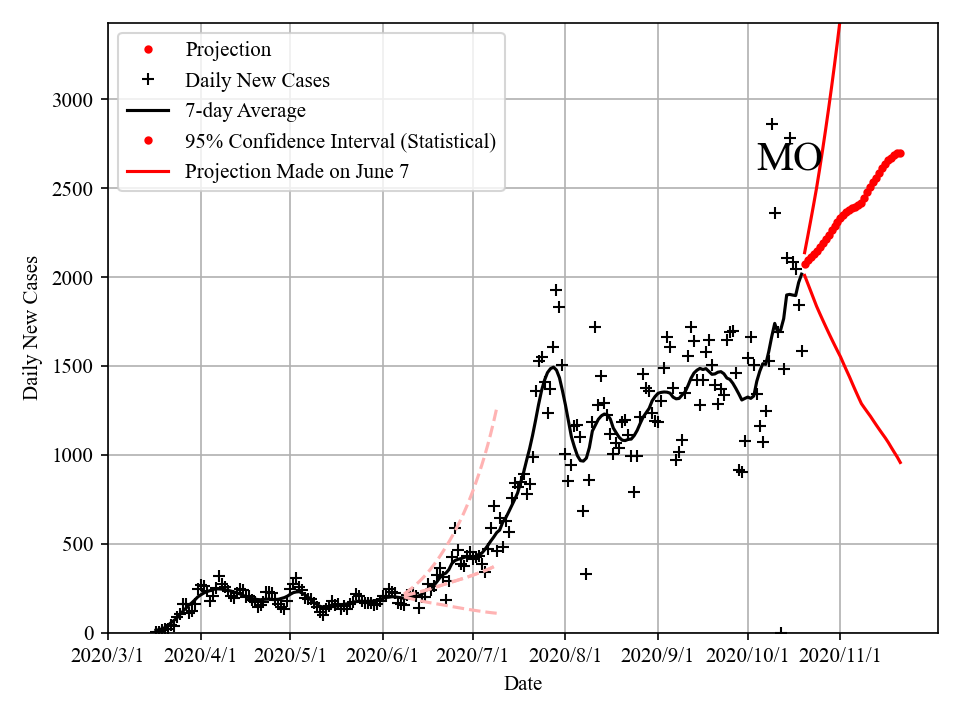 Projection
Daily New Cases
7-day Average
95% Confidence Interval (Statistical)
Projection Made on June 7
MO
3000
2500
2000
1500
1000
500
0
Daily New Cases
2020/3/1 2020/4/1 2020/5/1 2020/6/1 2020/7/1 2020/8/1 2020/9/1 2020/10/1 2020/11/1
Date